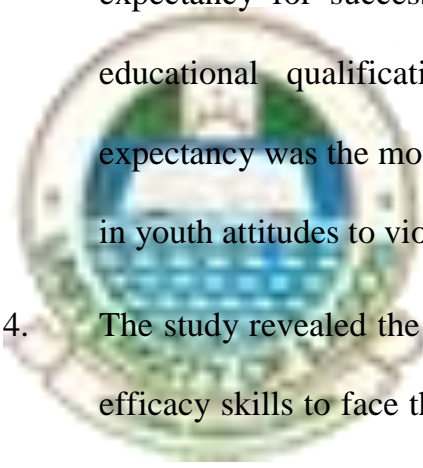 expectancy for success
educational qualificati
expectancy was the mo
in youth attitudes to vio
4. The study revealed the
efficacy skills to face th